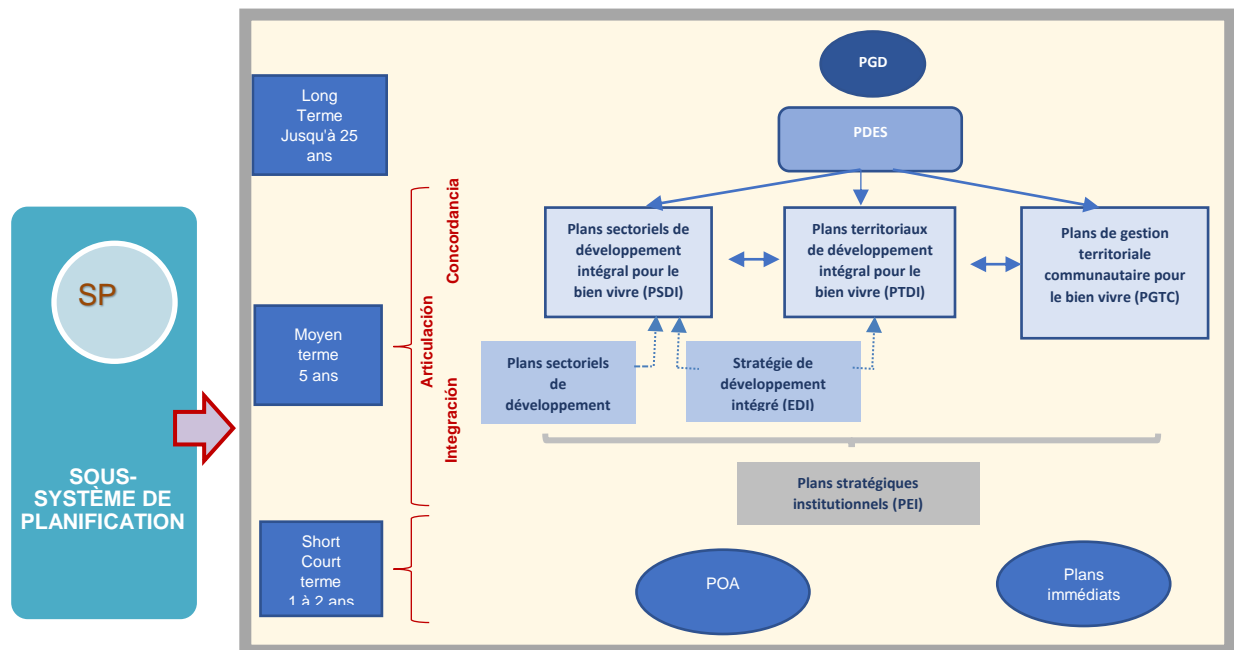 SP
SOUS-
SYSTÈME DE
PLANIFICATION
Long
Terme
Jusqu'à 25
ans
Moyen
terme
5 ans
Short
Court
terme
1 à 2 ans
Articulación
Concordancia
Integración
PGD
PDES
Plans sectoriels de
développement
intégral pour le
bien vivre (PSDI)
Plans territoriaux
de développement
intégral pour le
bien vivre (PTDI)
Plans de gestion
territoriale
communautaire pour
le bien vivre (PGTC)
Plans sectoriels
de
développement
Stratégie de
développement
intégré (EDI)
Plans stratégiques
institutionnels (PEI)
POA
Plans
immédiats